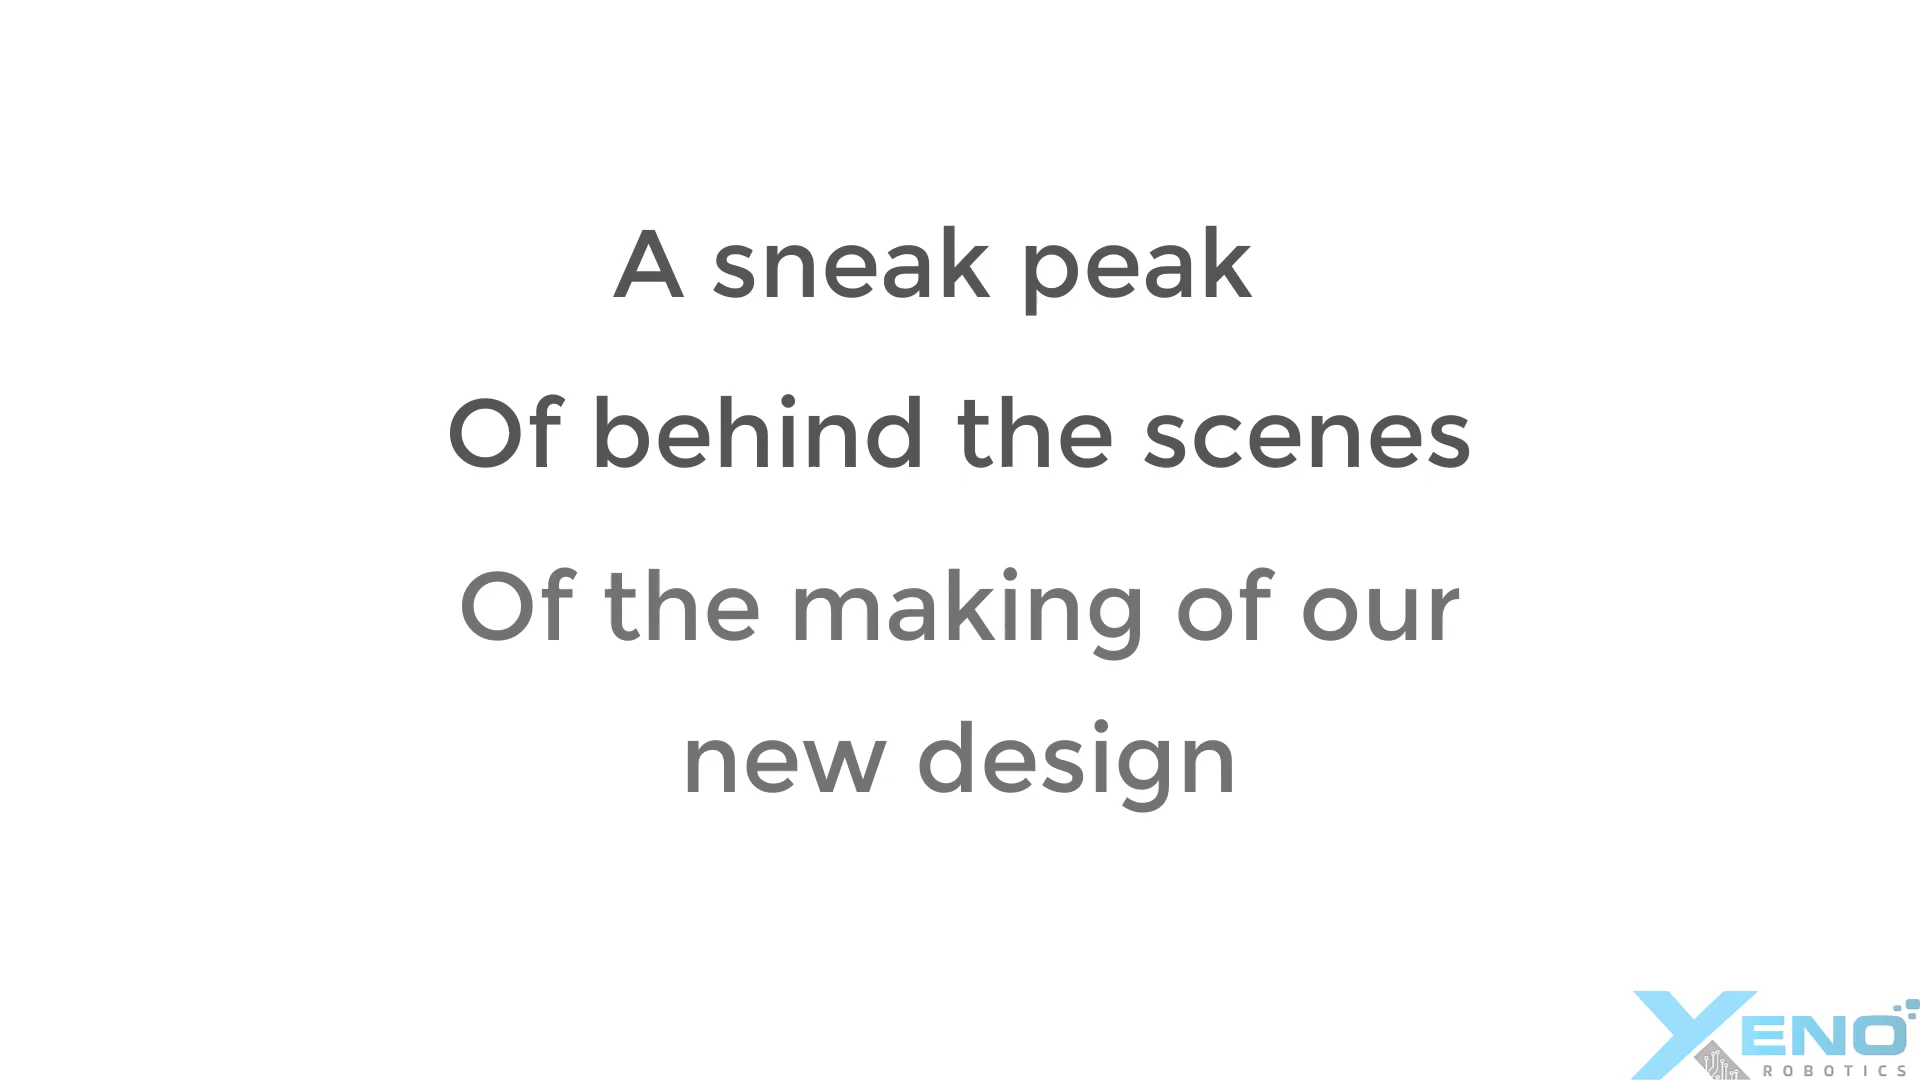 A sneak peak
Of behind the scenes
Of the making of our
new design
XENO
ROBOTICS